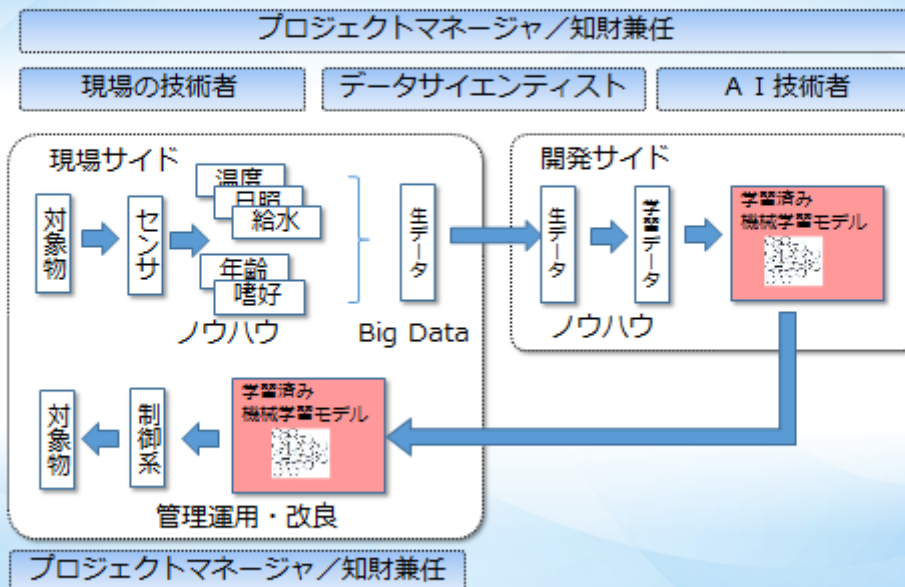 プロジェクトマネージャ／知財兼任
現場の技術者
データサイエンティスト
ＡＩ技術者
現場サイド
対象物
センサ
温度
日照
給水
年齢
嗜好
ノウハウ
生データ
Big Data
開発サイド
生データ
学習データ
ノウハウ
学習済み
機械学習モデル
対象物
制御系
学習済み
機械学習モデル
管理運用・改良
プロジェクトマネージャ／知財兼任